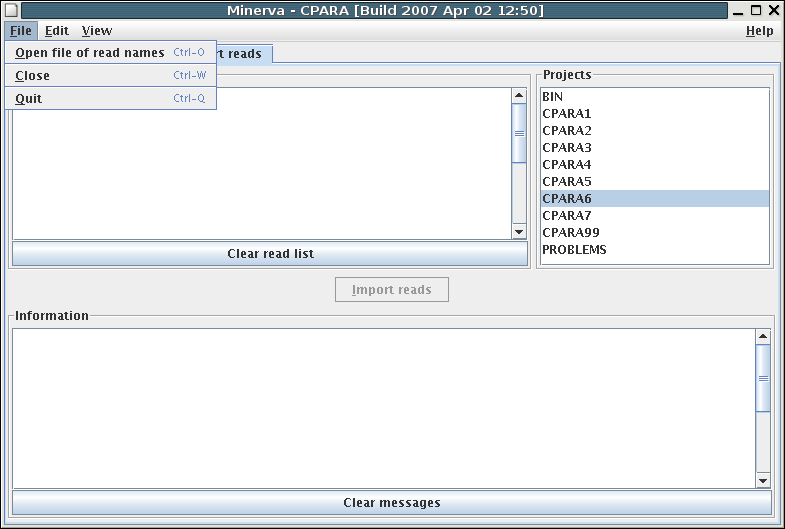 Minerva - CPARA [Build 2007 Apr 02 12:50]
File Edit View Help
Open file of read names Ctrl-O
Close Ctrl-W
Quit Ctrl-Q
reads
Projects
BIN
CPARA1
CPARA2
CPARA3
CPARA4
CPARA5
CPARA6
CPARA7
CPARA99
PROBLEMS
Clear read list
Import reads
Information
Clear messages